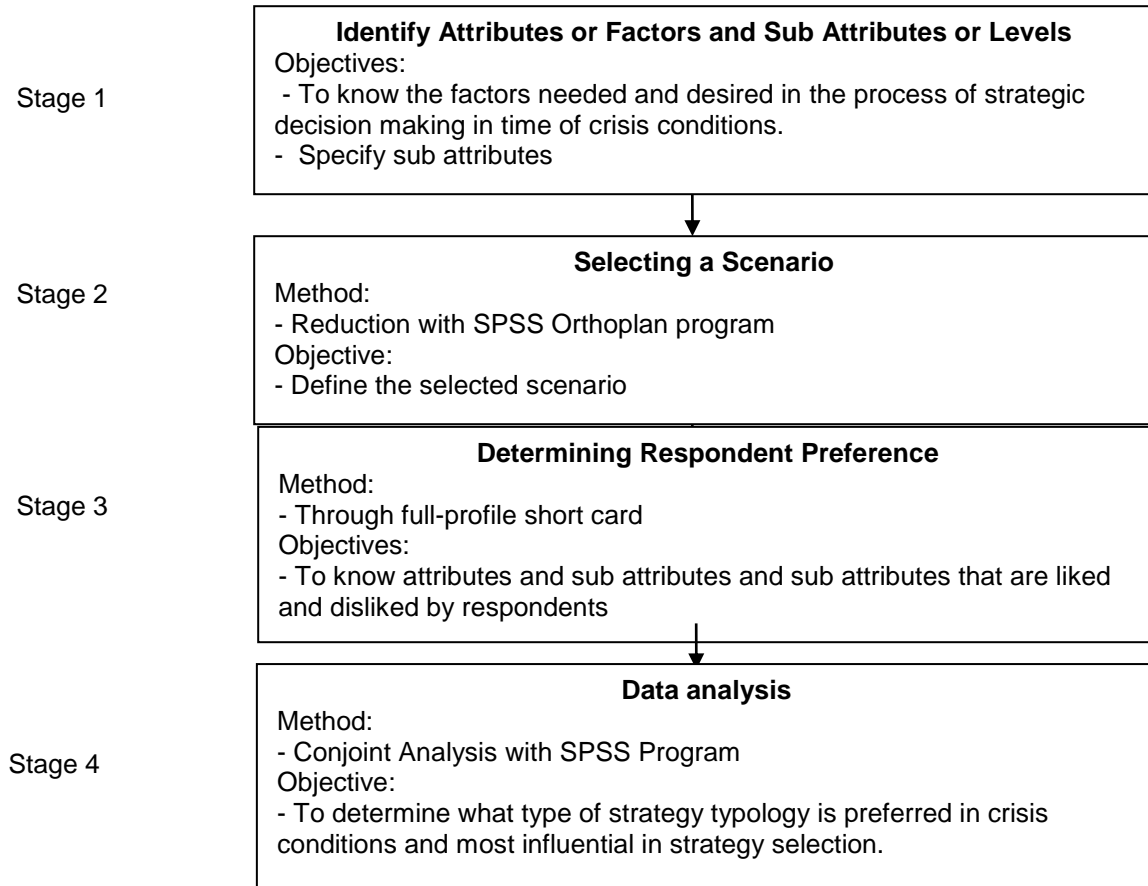 Stage 1
Identify Attributes or Factors and Sub Attributes or Levels
Objectives:
- To know the factors needed and desired in the process of strategic
decision making in time of crisis conditions.
- Specify sub attributes
Stage 2
Selecting a Scenario
Method:
- Reduction with SPSS Orthoplan program
Objective:
- Define the selected scenario
Stage 3
Determining Respondent Preference
Method:
- Through full-profile short card
Objectives:
- To know attributes and sub attributes and sub attributes that are liked
and disliked by respondents
Stage 4
Data analysis
Method:
- Conjoint Analysis with SPSS Program
Objective:
- To determine what type of strategy typology is preferred in crisis
conditions and most influential in strategy selection.